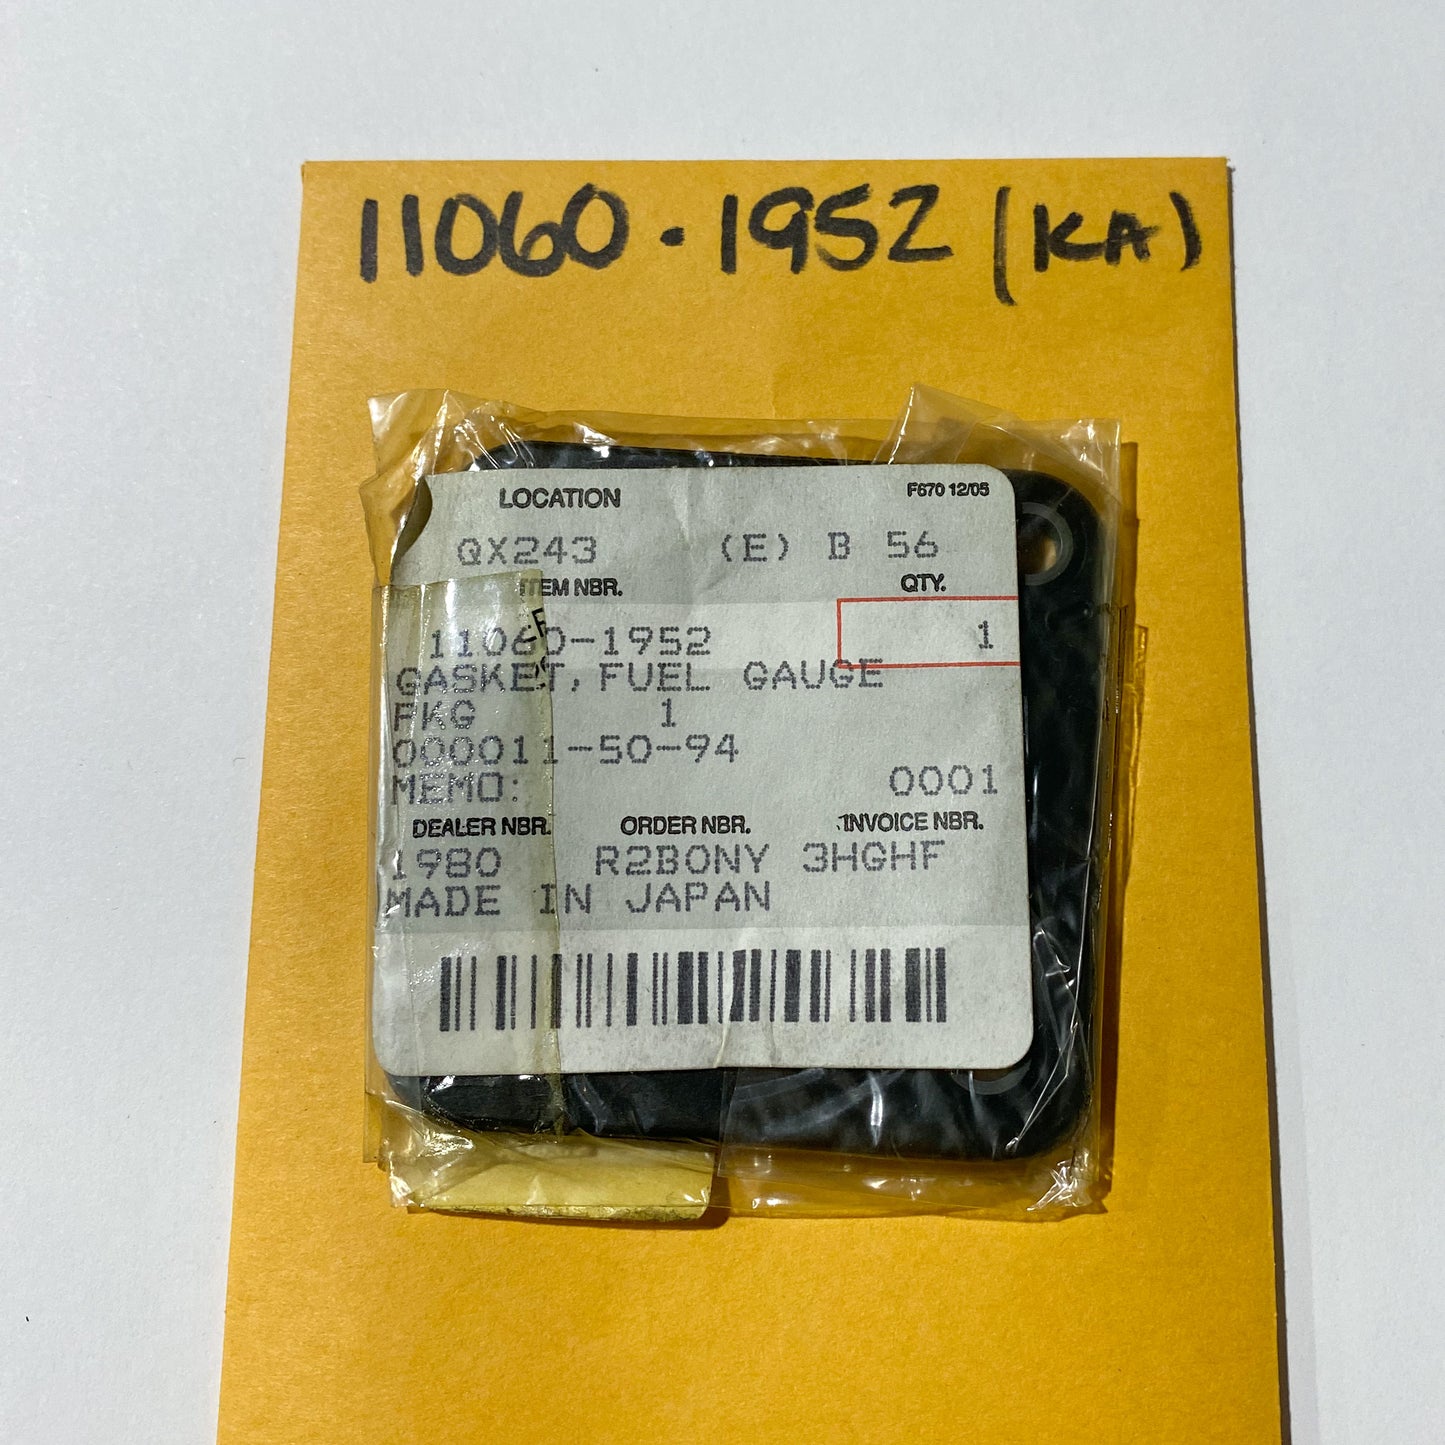 11060·1952 (KA)
LOCATION F670 12/05
QX243 (E) B 56
ITEM NBR. QTY.
11060-1952 1
GASKET, FUEL GAUGE
PKG 1
000011-50-94
MEMO: 0001
DEALER NBR. ORDER NBR. INVOICE NBR.
1980 R2BONY 3HGHF
MADE IN JAPAN